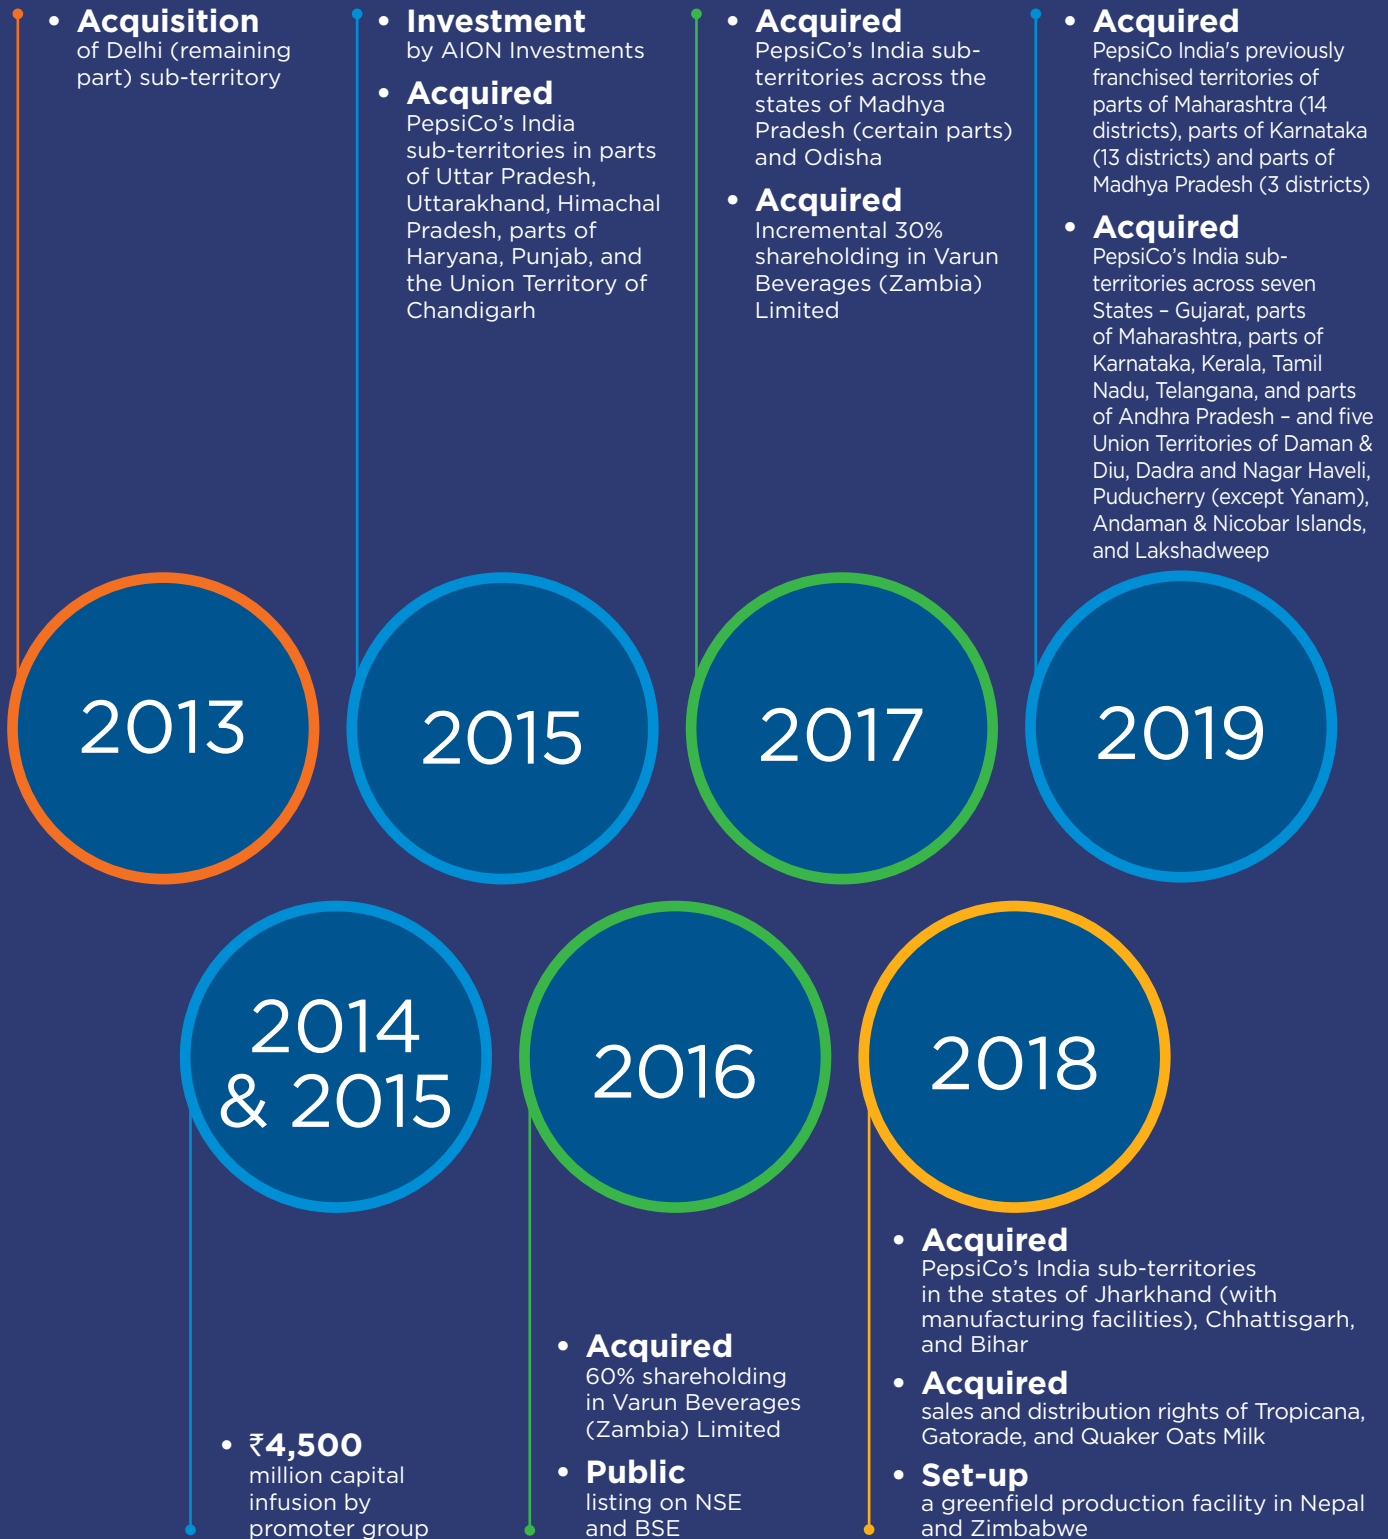 • Acquisition
of Delhi (remaining
part) sub-territory
• Investment
by AION Investments
• Acquired
PepsiCo’s India
sub-territories in parts
of Uttar Pradesh,
Uttarakhand, Himachal
Pradesh, parts of
Haryana, Punjab, and
the Union Territory of
Chandigarh
• Acquired
PepsiCo’s India sub-
territories across the
states of Madhya
Pradesh (certain parts)
and Odisha
• Acquired
Incremental 30%
shareholding in Varun
Beverages (Zambia)
Limited
• Acquired
PepsiCo India's previously
franchised territories of
parts of Maharashtra (14
districts), parts of Karnataka
(13 districts) and parts of
Madhya Pradesh (3 districts)
• Acquired
PepsiCo’s India sub-
territories across seven
States – Gujarat, parts
of Maharashtra, parts of
Karnataka, Kerala, Tamil
Nadu, Telangana, and parts
of Andhra Pradesh – and five
Union Territories of Daman &
Diu, Dadra and Nagar Haveli,
Puducherry (except Yanam),
Andaman & Nicobar Islands,
and Lakshadweep
2013
2015
2017
2019
2014
& 2015
2016
2018
• ₹4,500
million capital
infusion by
promoter group
• Acquired
60% shareholding
in Varun Beverages
(Zambia) Limited
• Public
listing on NSE
and BSE
• Acquired
PepsiCo’s India sub-territories
in the states of Jharkhand (with
manufacturing facilities), Chhattisgarh,
and Bihar
• Acquired
sales and distribution rights of Tropicana,
Gatorade, and Quaker Oats Milk
• Set-up
a greenfield production facility in Nepal
and Zimbabwe